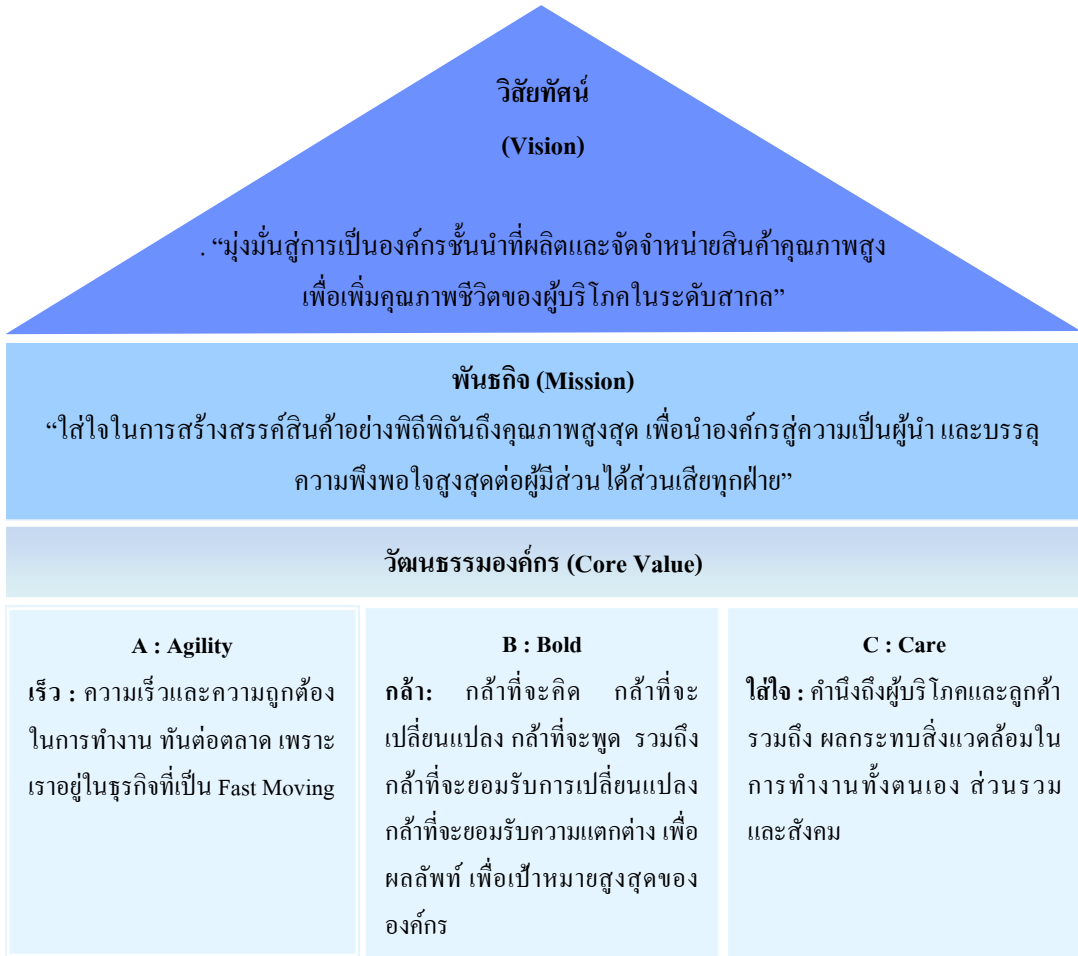 วิสัยทัศน์
(Vision)
. “มุ่งมั่นสู่การเป็นองค์กรชั้นนำที่ผลิตและจัดจำหน่ายสินค้าคุณภาพสูง
เพื่อเพิ่มคุณภาพชีวิตของผู้บริโภคในระดับสากล”
พันธกิจ (Mission)
“ใส่ใจในการสร้างสรรค์สินค้าอย่างพิถีพิถันถึงคุณภาพสูงสุด เพื่อนำองค์กรสู่ความเป็นผู้นำ และบรรลุ
ความพึงพอใจสูงสุดต่อผู้มีส่วนได้ส่วนเสียทุกฝ่าย”
วัฒนธรรมองค์กร (Core Value)
A : Agility
เร็ว : ความเร็วและความถูกต้อง
ในการทำงาน ทันต่อตลาด เพราะ
เราอยู่ในธุรกิจที่เป็น Fast Moving
B : Bold
กล้า: กล้าที่จะคิด กล้าที่จะ
เปลี่ยนแปลง กล้าที่จะพูด รวมถึง
กล้าที่จะยอมรับการเปลี่ยนแปลง
กล้าที่จะยอมรับความแตกต่าง เพื่อ
ผลลัพท์ เพื่อเป้าหมายสูงสุดของ
องค์กร
C : Care
ใส่ใจ : คำนึงถึงผู้บริโภคและลูกค้า
รวมถึง ผลกระทบสิ่งแวดล้อมใน
การทำงานทั้งตนเอง ส่วนรวม
และสังคม